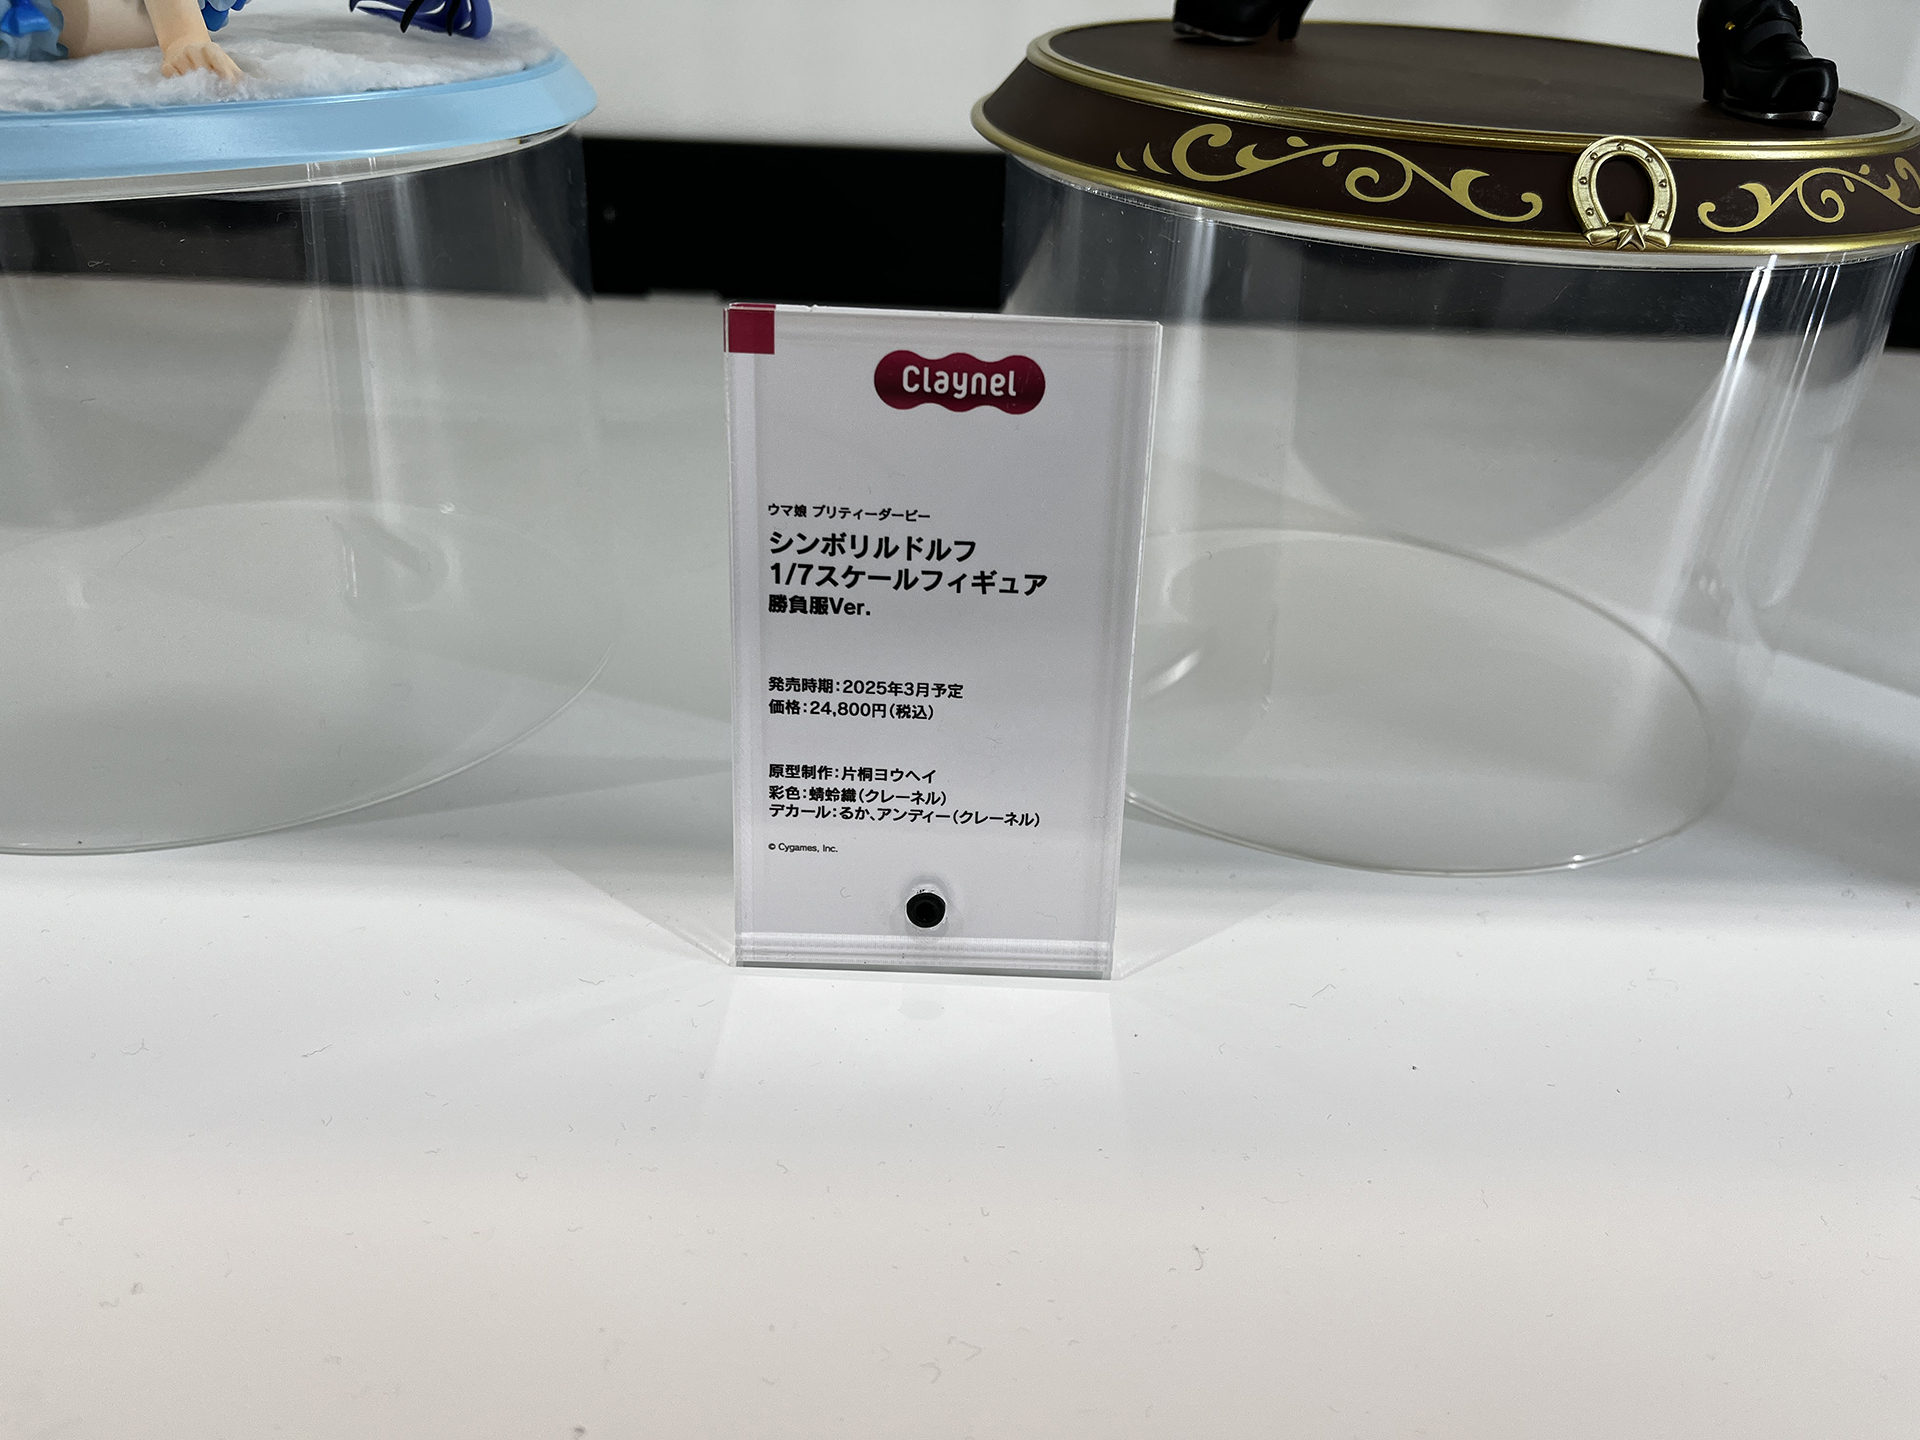 Claynel
ウマ娘 プリティーダービー
シンボリルドルフ
1/7スケールフィギュア
勝負服Ver.
発売時期：2025年3月予定
価格：24,800円（税込）
原型制作：片桐ヨウヘイ
彩色：蜻蛉織（クレーネル）
デカール：るか、アンディー（クレーネル）
© Cygames, Inc.